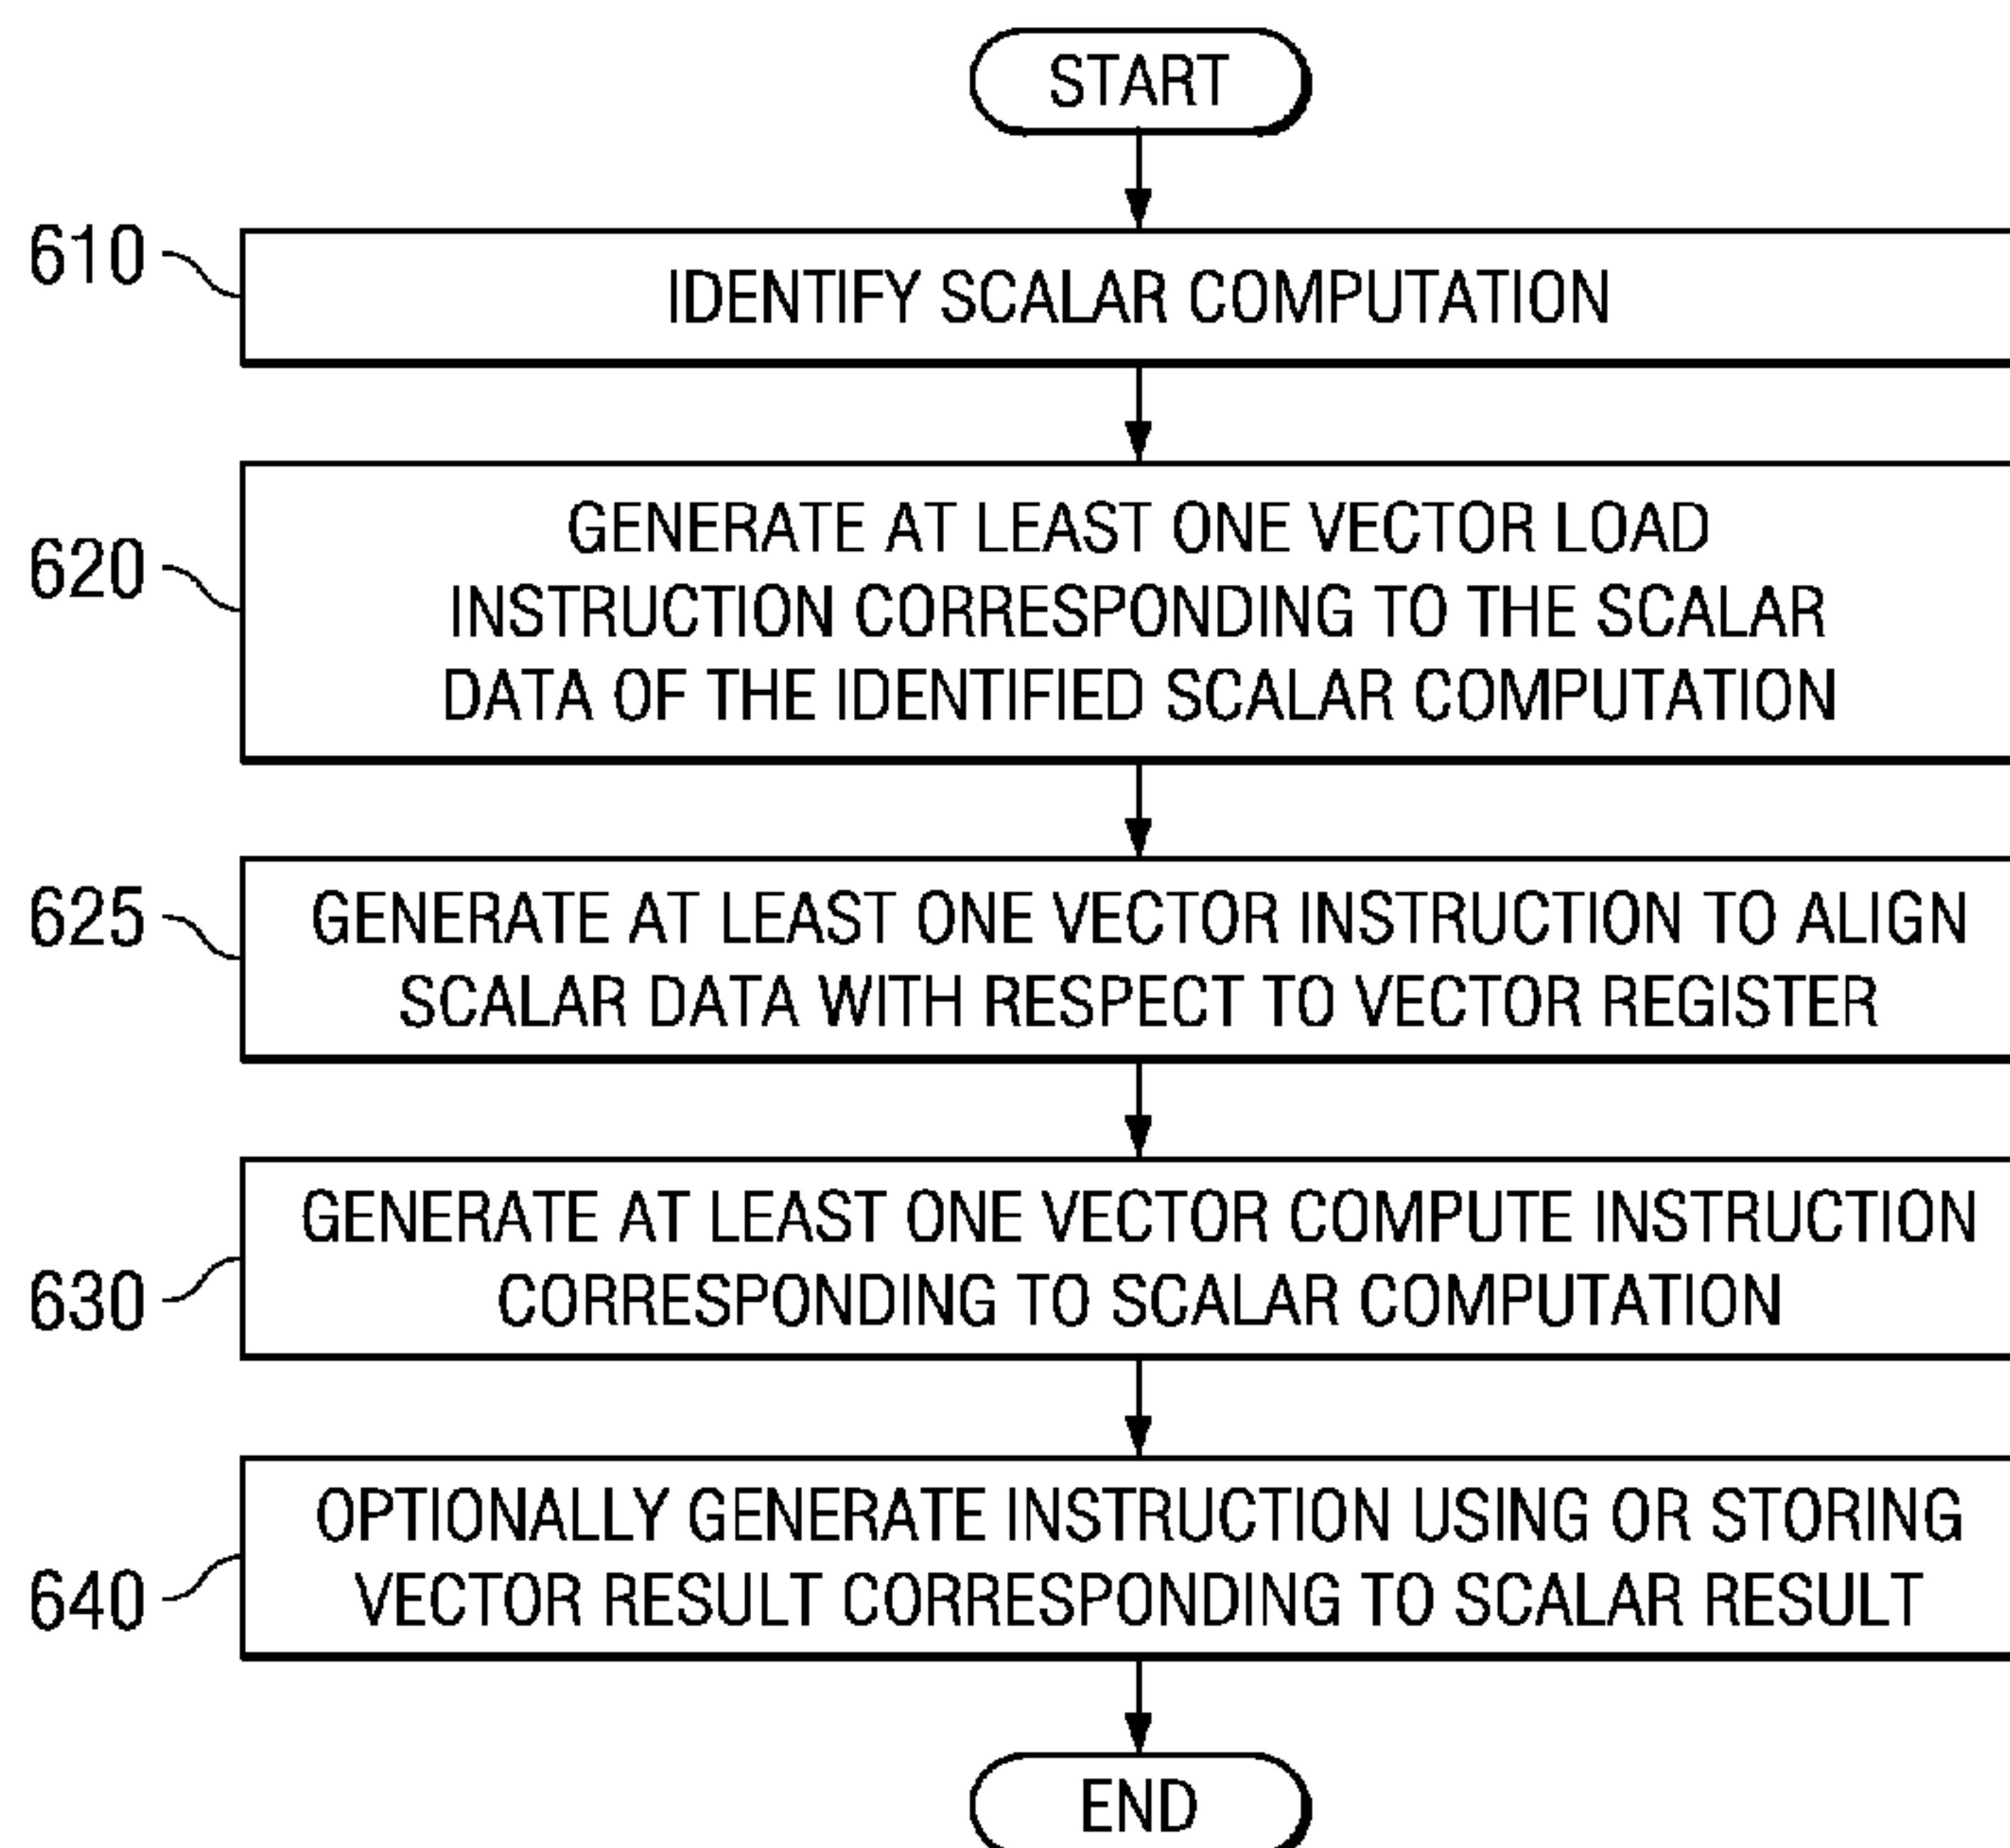 START
610
IDENTIFY SCALAR COMPUTATION
620
GENERATE AT LEAST ONE VECTOR LOAD
INSTRUCTION CORRESPONDING TO THE SCALAR
DATA OF THE IDENTIFIED SCALAR COMPUTATION
625
GENERATE AT LEAST ONE VECTOR INSTRUCTION TO ALIGN
SCALAR DATA WITH RESPECT TO VECTOR REGISTER
630
GENERATE AT LEAST ONE VECTOR COMPUTE INSTRUCTION
CORRESPONDING TO SCALAR COMPUTATION
640
OPTIONALLY GENERATE INSTRUCTION USING OR STORING
VECTOR RESULT CORRESPONDING TO SCALAR RESULT
END